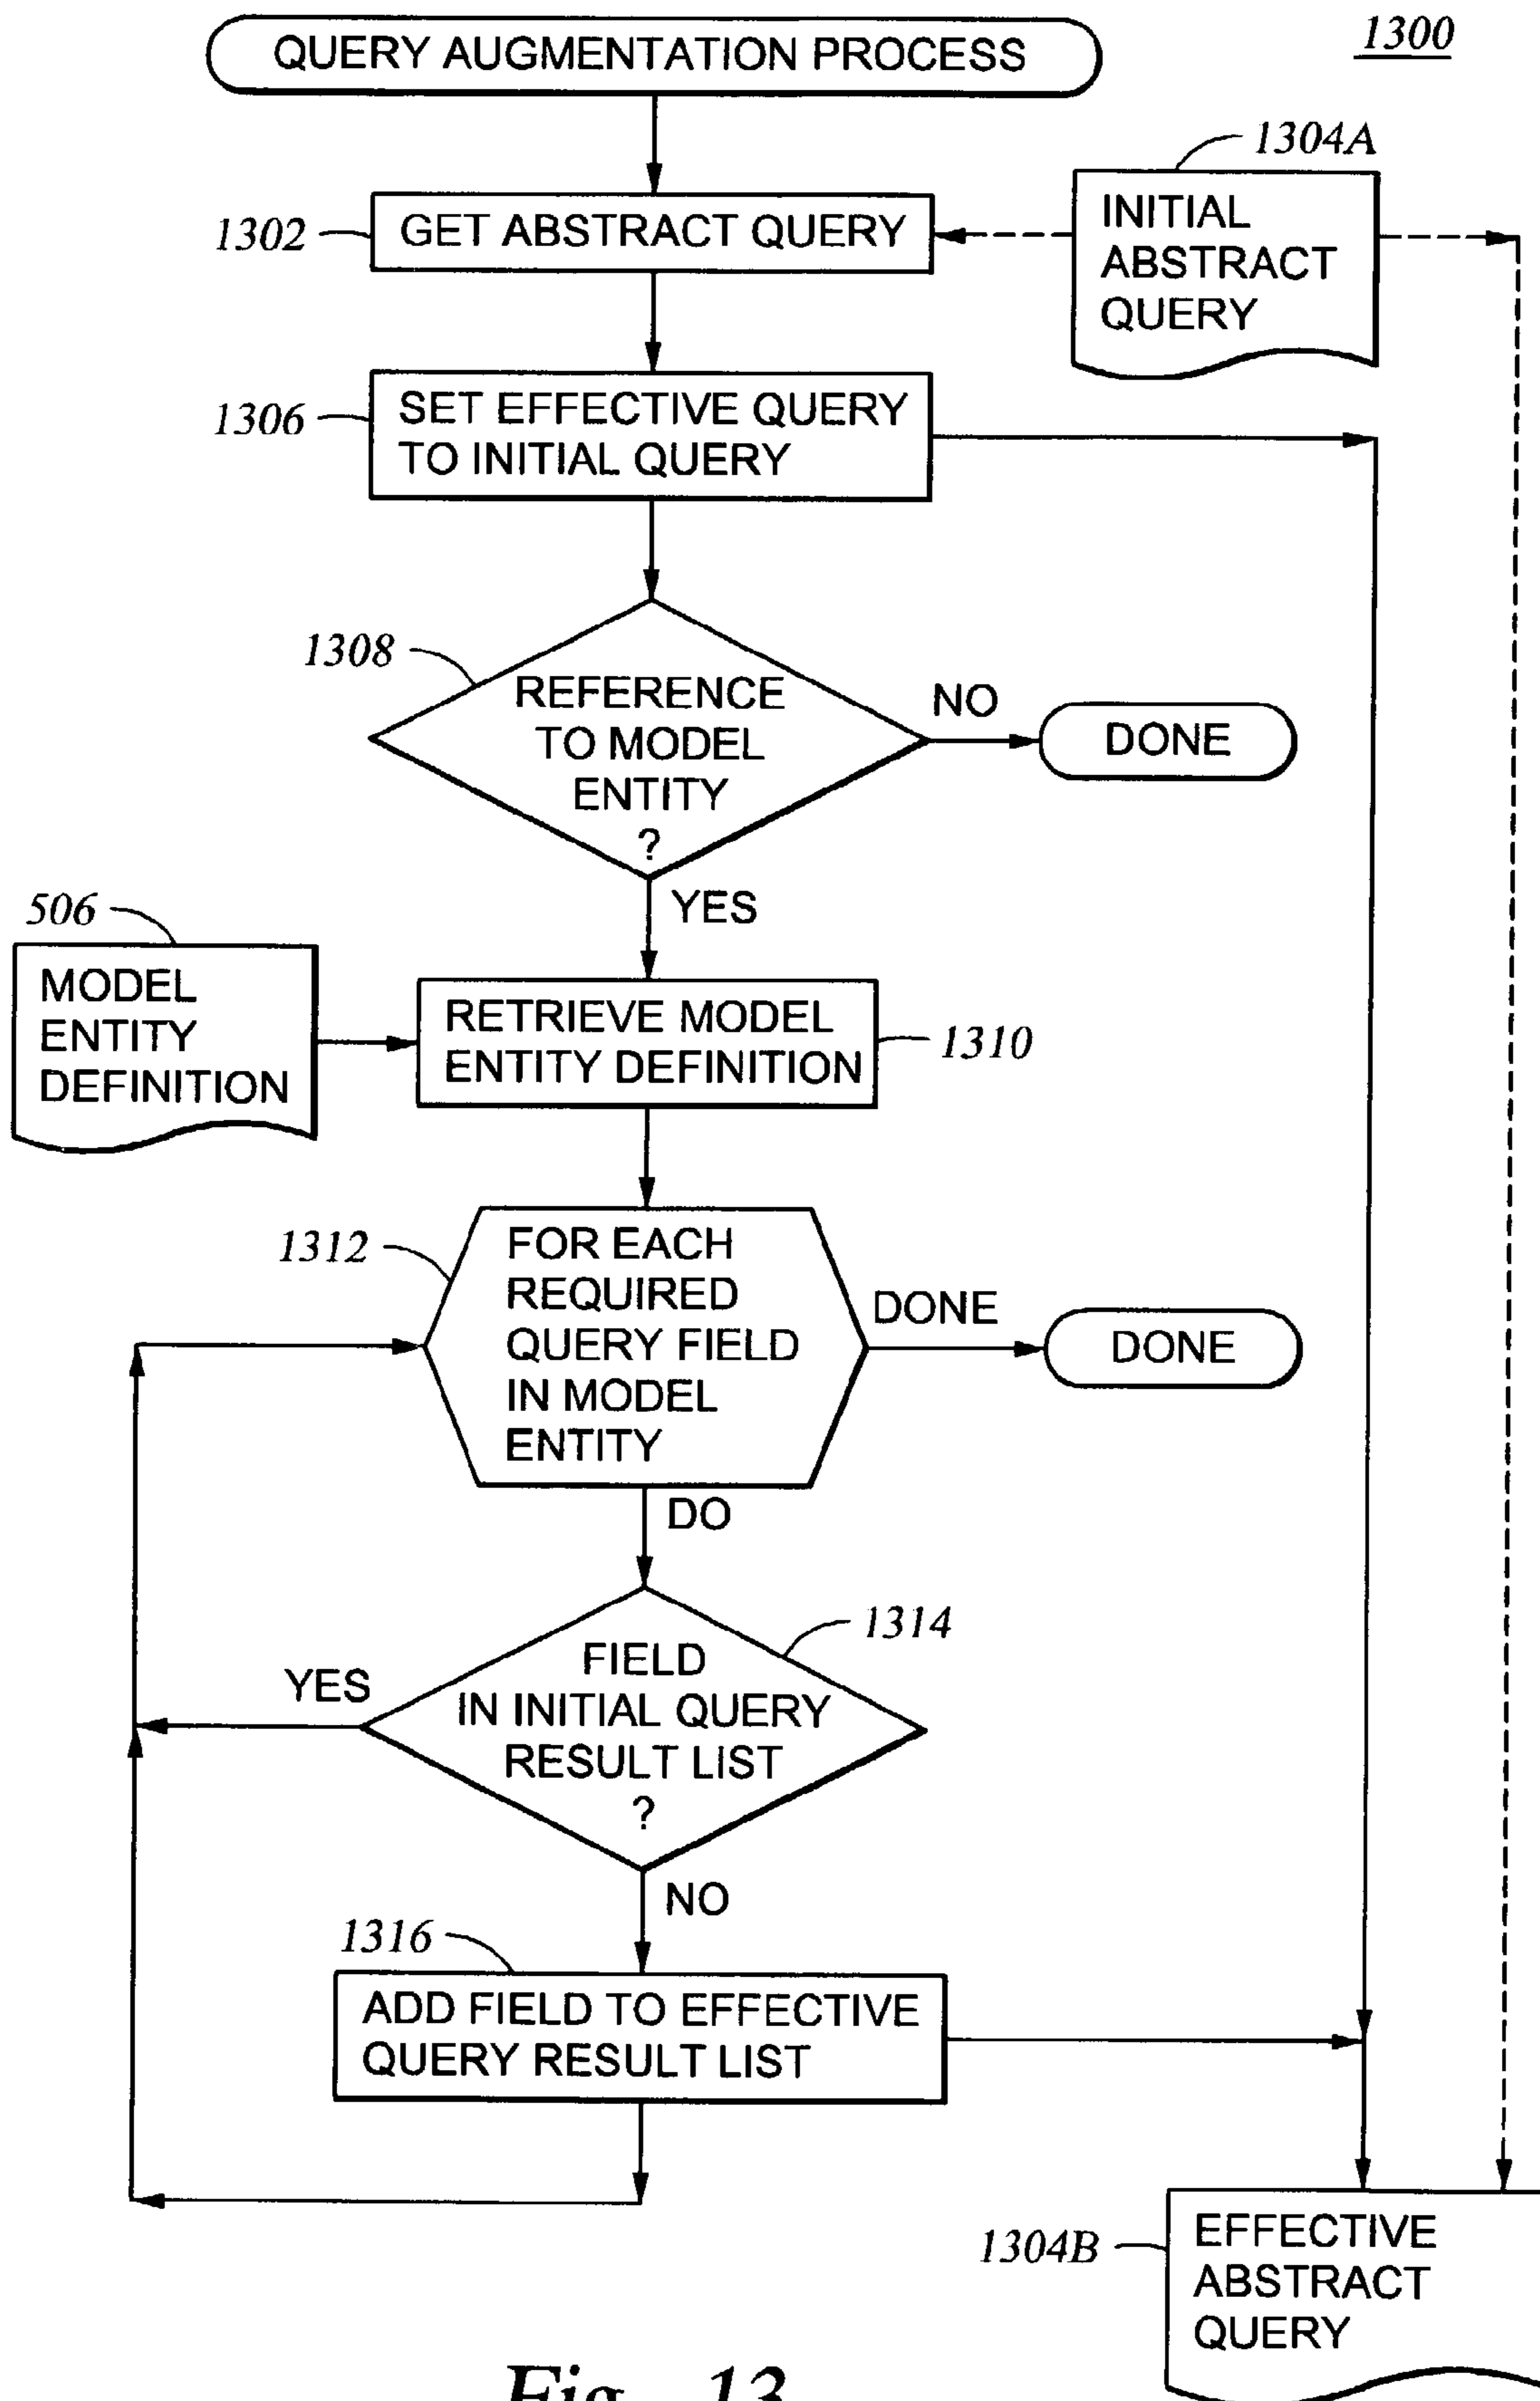 QUERY AUGMENTATION PROCESS
1300
1304A
1302
GET ABSTRACT QUERY
INITIAL
ABSTRACT
QUERY
1306
SET EFFECTIVE QUERY
TO INITIAL QUERY
1308
REFERENCE
TO MODEL
ENTITY
?
NO
DONE
YES
506
MODEL
ENTITY
DEFINITION
RETRIEVE MODEL
ENTITY DEFINITION
1310
1312
FOR EACH
REQUIRED
QUERY FIELD
IN MODEL
ENTITY
DONE
DONE
DO
1314
FIELD
IN INITIAL QUERY
RESULT LIST
?
YES
NO
1316
ADD FIELD TO EFFECTIVE
QUERY RESULT LIST
1304B
EFFECTIVE
ABSTRACT
QUERY
Fig. 13